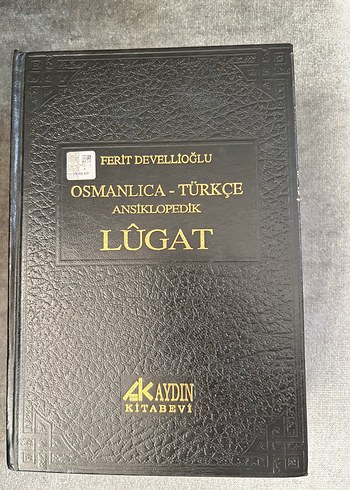 FERİT DEVELLİOĞLU
OSMANLICA - TÜRKÇE
ANSİKLOPEDİK
LÛGAT
AK AYDIN
KİTABEVİ